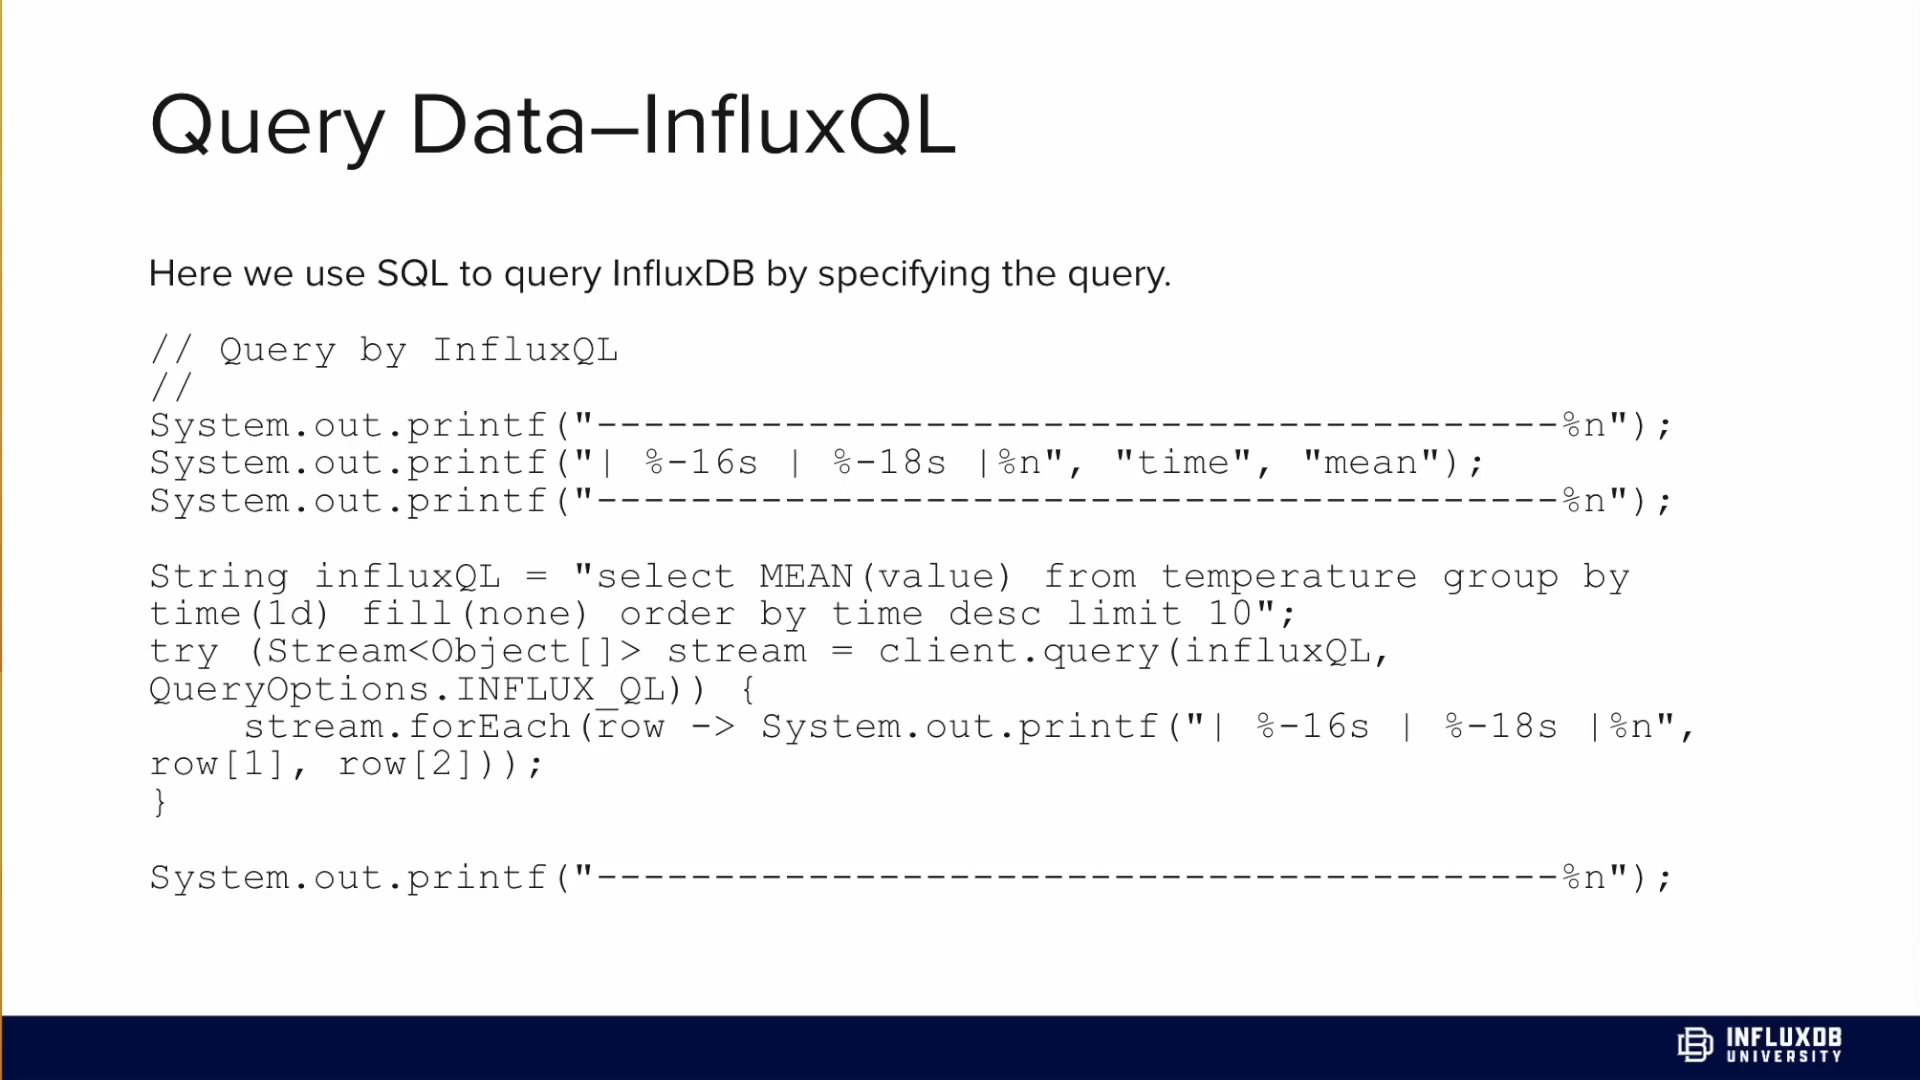 Query Data–InfluxQL
Here we use SQL to query InfluxDB by specifying the query.
// Query by InfluxQL
//
System.out.printf("-----------------------------------------%n");
System.out.printf("| %-16s | %-18s |%n", "time", "mean");
System.out.printf("-----------------------------------------%n");
String influxQL = "select MEAN(value) from temperature group by
time(1d) fill(none) order by time desc limit 10";
try (Stream<Object[]> stream = client.query(influxQL,
QueryOptions.INFLUX_QL)) {
    stream.forEach(row -> System.out.printf("| %-16s | %-18s |%n",
row[1], row[2]));
}
System.out.printf("-----------------------------------------%n");
INFLUXDB
UNIVERSITY